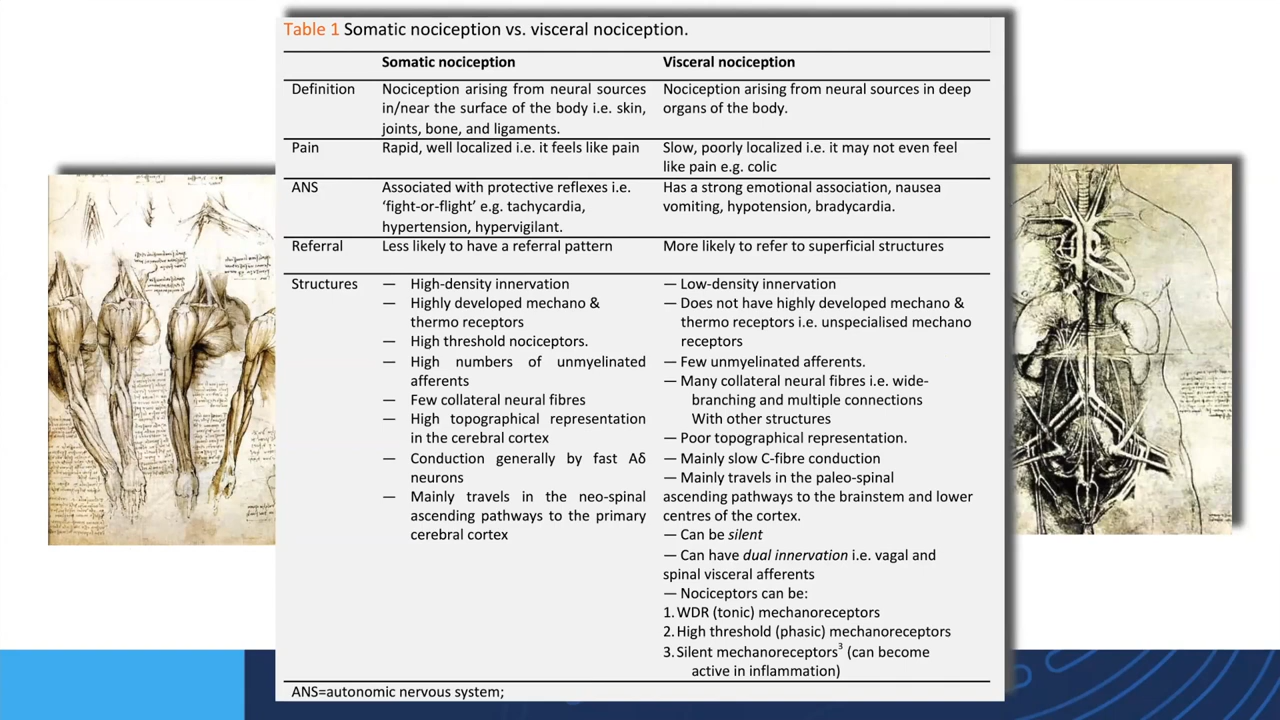 Table 1 Somatic nociception vs. visceral nociception.
Somatic nociception
Visceral nociception
Definition
Nociception arising from neural sources
in/near the surface of the body i.e. skin,
joints, bone, and ligaments.
Nociception arising from neural sources in deep
organs of the body.
Pain
Rapid, well localized i.e. it feels like pain
Slow, poorly localized i.e. it may not even feel
like pain e.g. colic
ANS
Associated with protective reflexes i.e.
‘fight-or-flight’ e.g. tachycardia,
hypertension, hypervigilant.
Has a strong emotional association, nausea
vomiting, hypotension, bradycardia.
Referral
Less likely to have a referral pattern
More likely to refer to superficial structures
Structures
— High-density innervation
— Highly developed mechano &
thermo receptors
— High threshold nociceptors.
— High numbers of unmyelinated
afferents
— Few collateral neural fibres
— High topographical representation
in the cerebral cortex
— Conduction generally by fast Aδ
neurons
— Mainly travels in the neo-spinal
ascending pathways to the primary
cerebral cortex
— Low-density innervation
— Does not have highly developed mechano &
thermo receptors i.e. unspecialised mechano
receptors
— Few unmyelinated afferents.
— Many collateral neural fibres i.e. wide-
branching and multiple connections
With other structures
— Poor topographical representation.
— Mainly slow C-fibre conduction
— Mainly travels in the paleo-spinal
ascending pathways to the brainstem and lower
centres of the cortex.
— Can be silent
— Can have dual innervation i.e. vagal and
spinal visceral afferents
— Nociceptors can be:
1. WDR (tonic) mechanoreceptors
2. High threshold (phasic) mechanoreceptors
3. Silent mechanoreceptors³ (can become
active in inflammation)
ANS=autonomic nervous system;